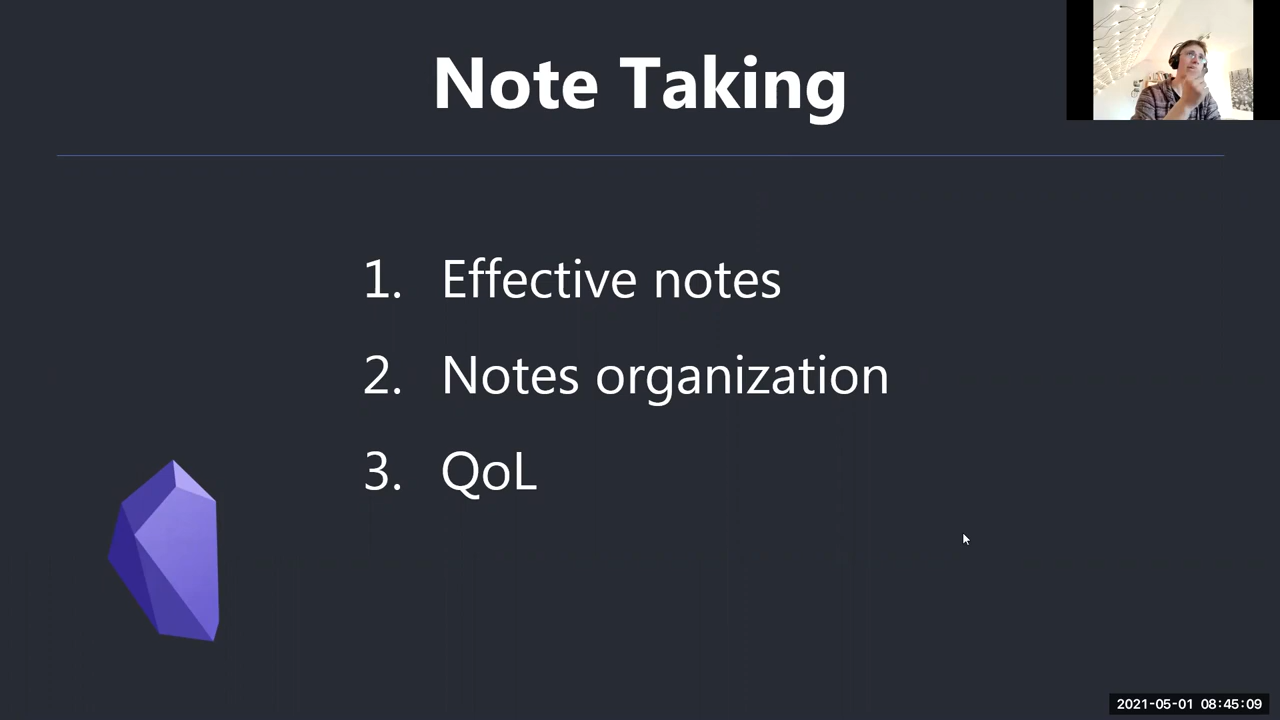 Note Taking
1. Effective notes
2. Notes organization
3. QoL
2021-05-01 08:45:09